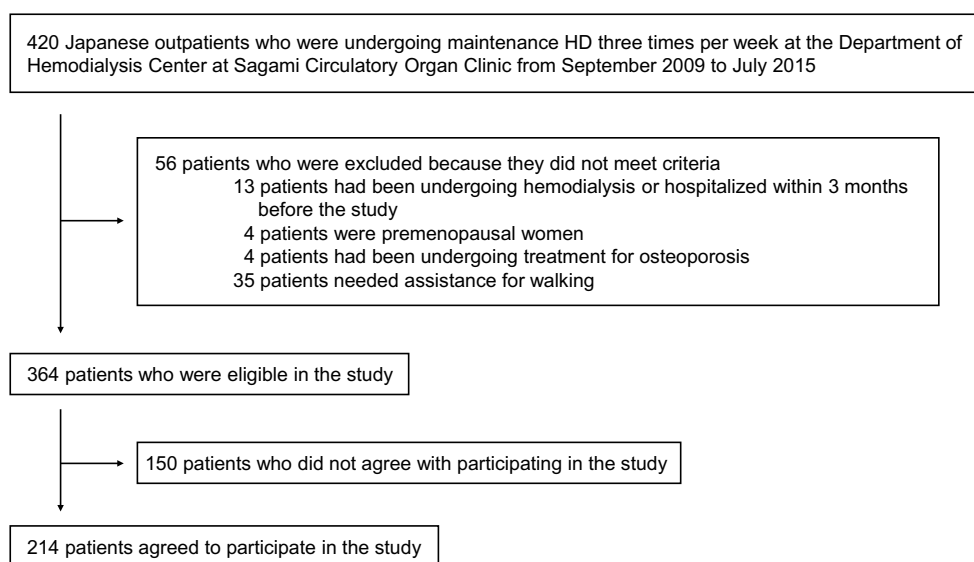 420 Japanese outpatients who were undergoing maintenance HD three times per week at the Department of
Hemodialysis Center at Sagami Circulatory Organ Clinic from September 2009 to July 2015
56 patients who were excluded because they did not meet criteria
13 patients had been undergoing hemodialysis or hospitalized within 3 months
before the study
4 patients were premenopausal women
4 patients had been undergoing treatment for osteoporosis
35 patients needed assistance for walking
364 patients who were eligible in the study
150 patients who did not agree with participating in the study
214 patients agreed to participate in the study